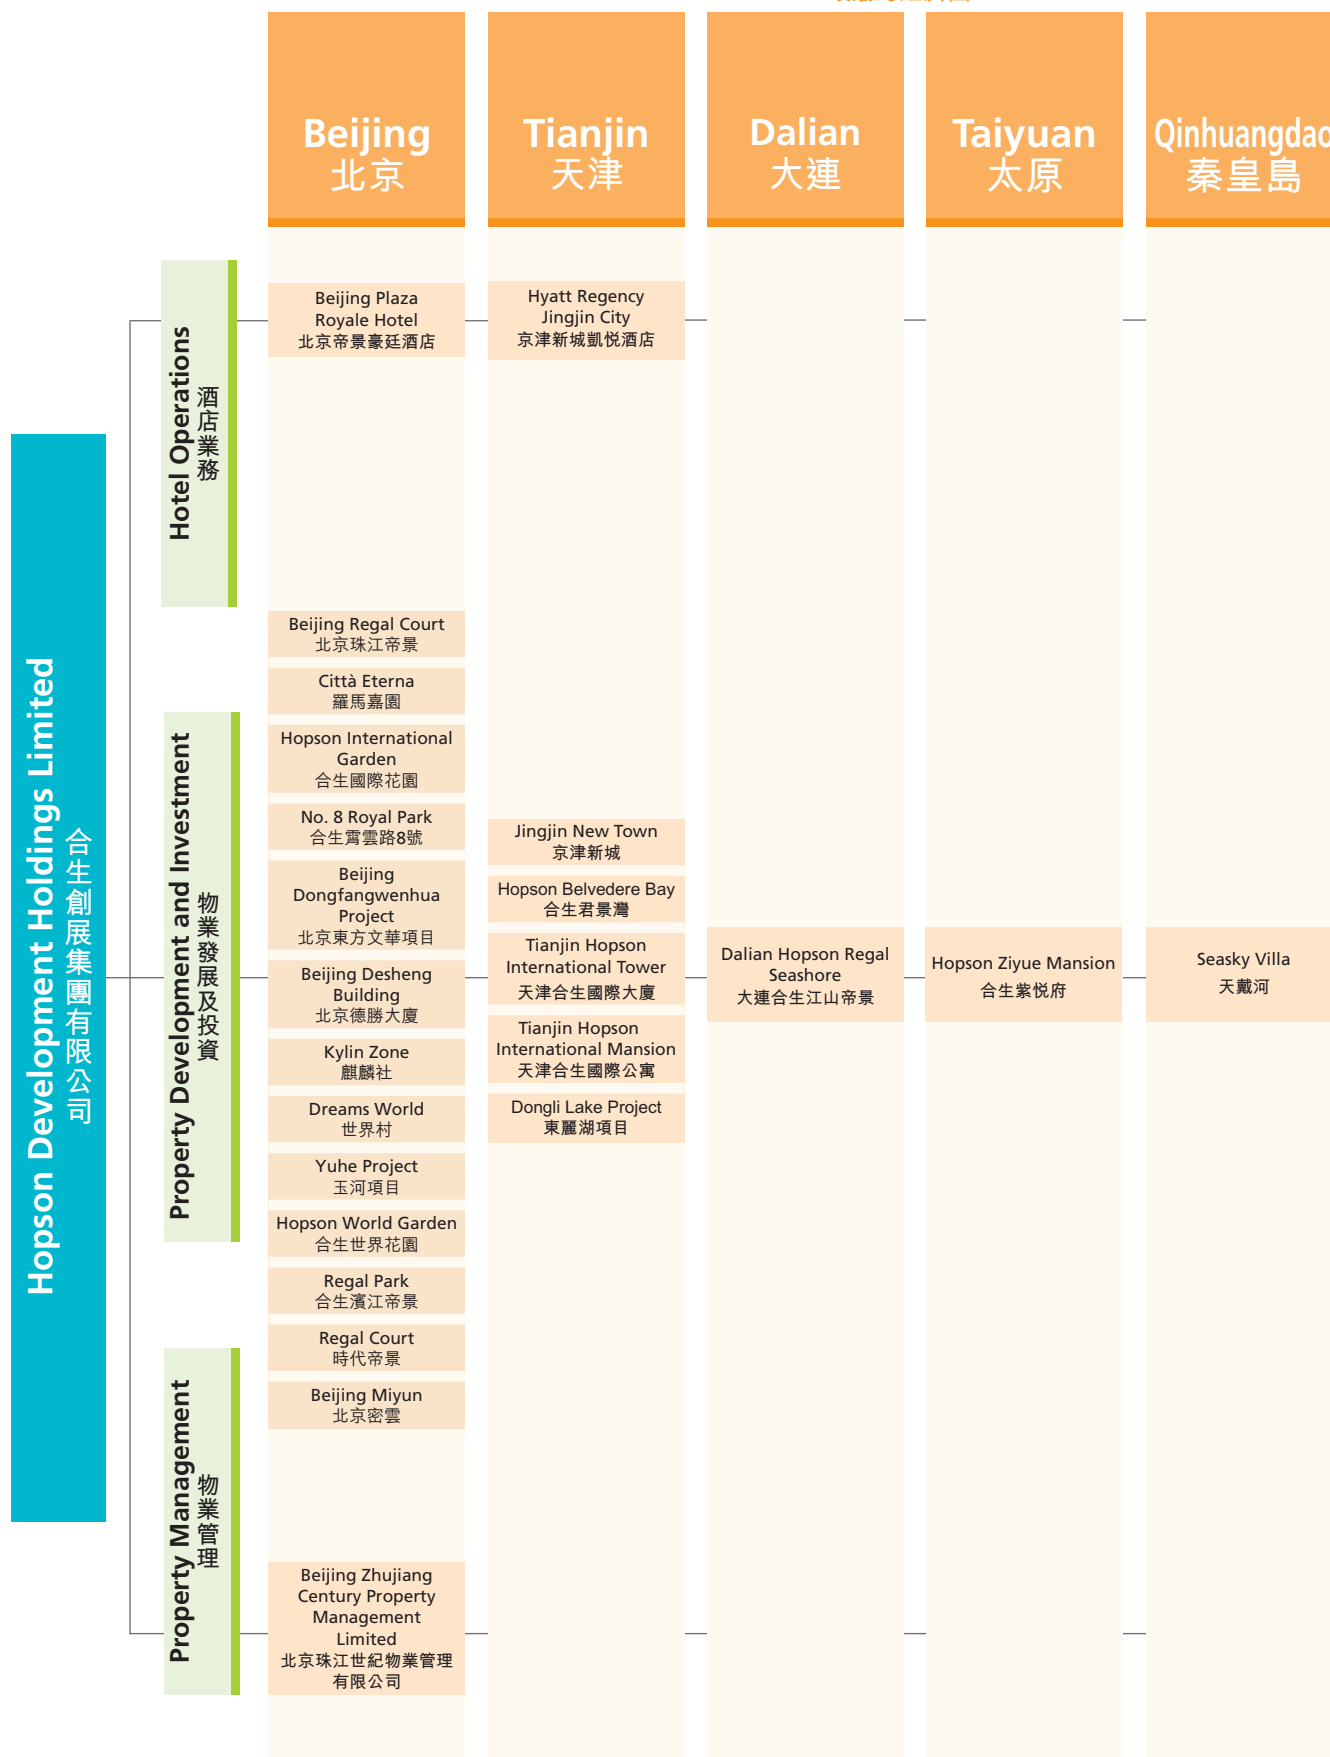 Beijing
北京
Tianjin
天津
Dalian
大連
Taiyuan
太原
Qinhuangdao
秦皇島
Hopson Development Holdings Limited
合生創展集團有限公司
Hotel Operations
酒店業務
Beijing Plaza
Royale Hotel
北京帝景豪廷酒店
Hyatt Regency
Jingjin City
京津新城凱悦酒店
Property Development and Investment
物業發展及投資
Beijing Regal Court
北京珠江帝景
Città Eterna
羅馬嘉園
Hopson International
Garden
合生國際花園
No. 8 Royal Park
合生霄雲路8號
Beijing
Dongfangwenhua
Project
北京東方文華項目
Beijing Desheng
Building
北京德勝大廈
Kylin Zone
麒麟社
Dreams World
世界村
Yuhe Project
玉河項目
Hopson World Garden
合生世界花園
Regal Park
合生濱江帝景
Regal Court
時代帝景
Beijing Miyun
北京密雲
Jingjin New Town
京津新城
Hopson Belvedere Bay
合生君景灣
Tianjin Hopson
International Tower
天津合生國際大廈
Tianjin Hopson
International Mansion
天津合生國際公寓
Dongli Lake Project
東麗湖項目
Dalian Hopson Regal
Seashore
大連合生江山帝景
Hopson Ziyue Mansion
合生紫悦府
Seasky Villa
天戴河
Property Management
物業管理
Beijing Zhujiang
Century Property
Management
Limited
北京珠江世紀物業管理
有限公司